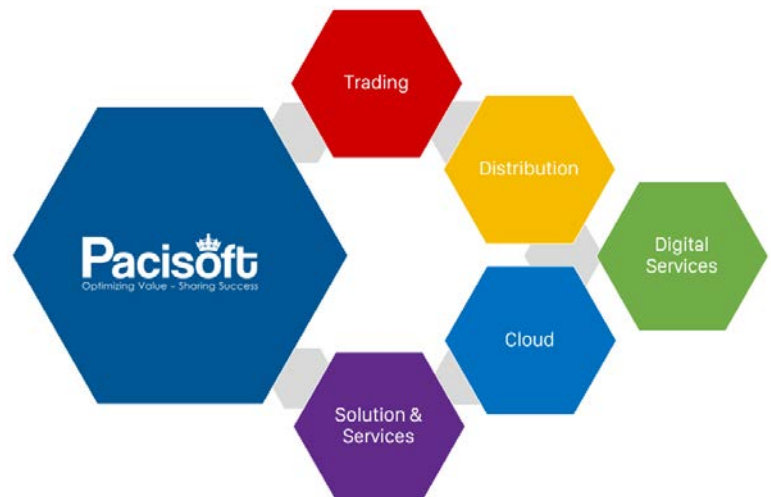 Trading
Distribution
Pacisoft
Optimizing Value – Sharing Success
Digital
Services
Cloud
Solution &
Services